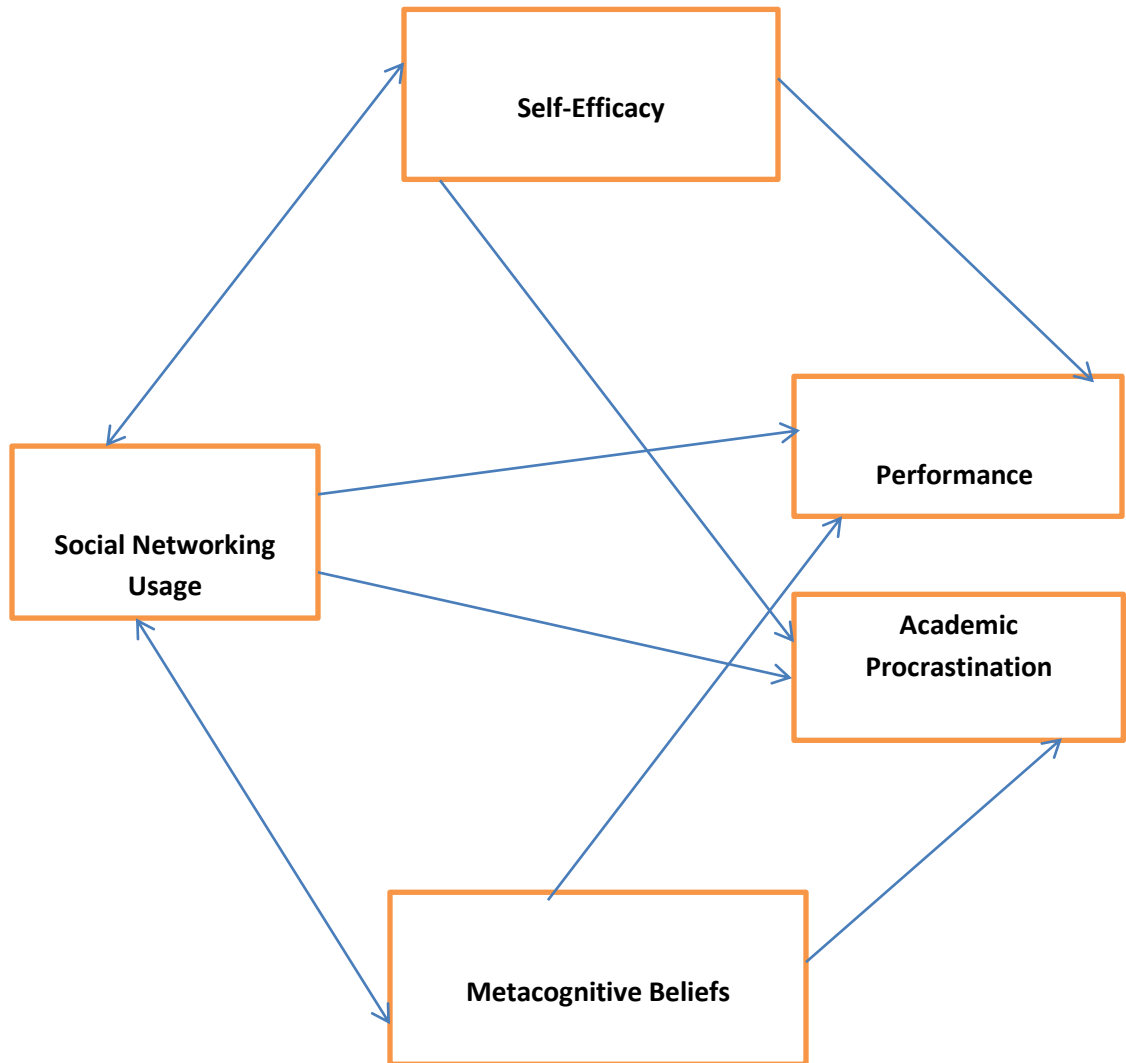 Self-Efficacy
Performance
Social Networking
Usage
Academic
Procrastination
Metacognitive Beliefs